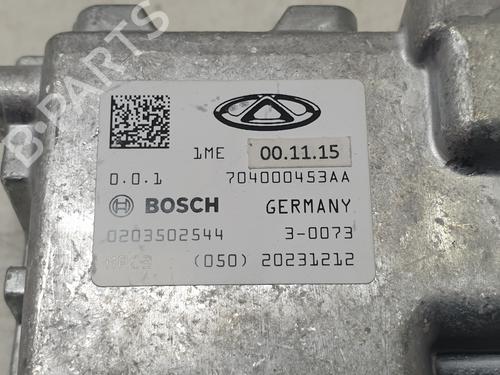 B-PARTS
1ME 00.11.15
0.0.1 704000453AA
BOSCH GERMANY
0203502544 3-0073
(050) 20231212